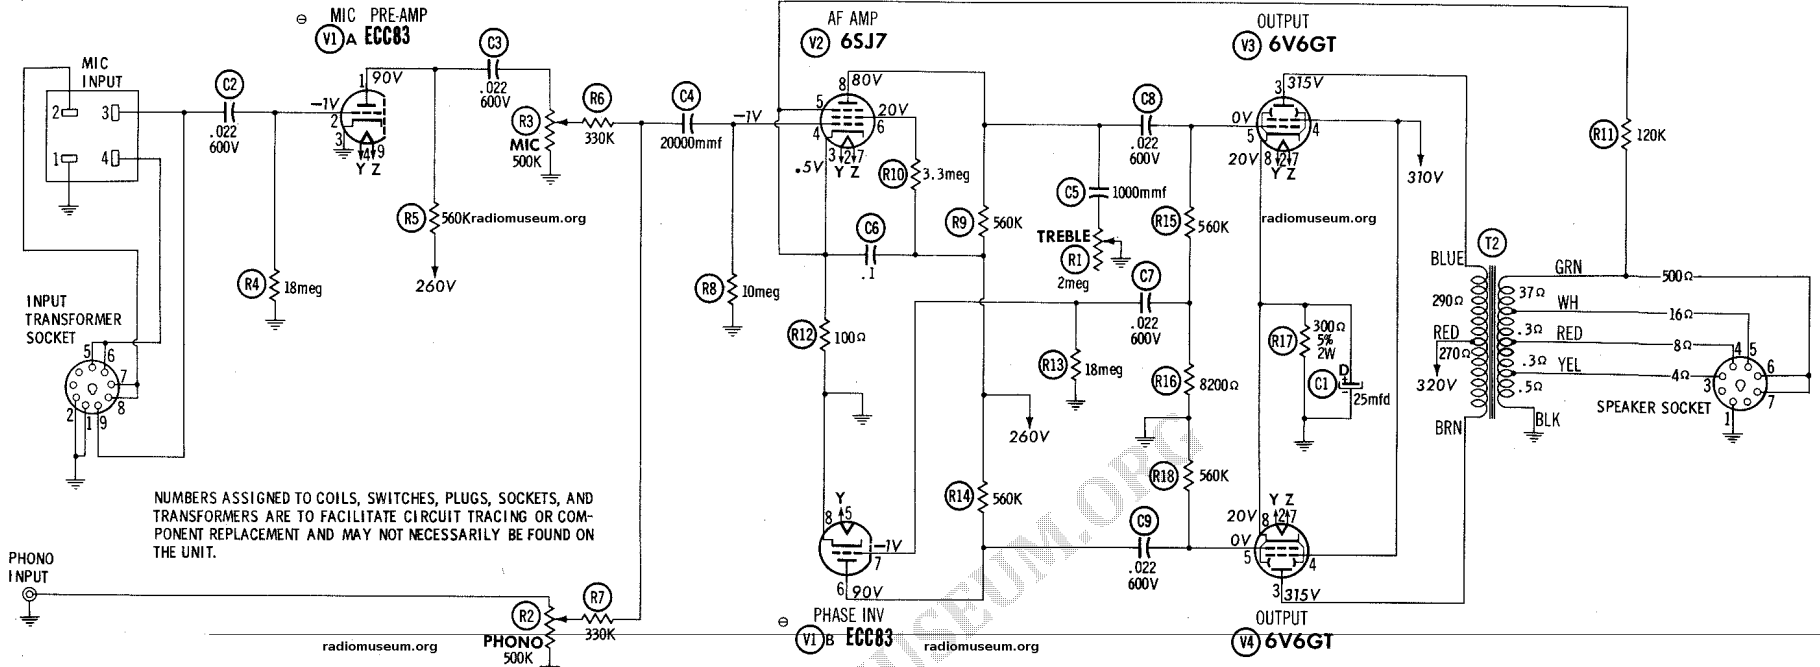 ⊖ MIC PRE-AMP
V1 A ECC83
MIC
INPUT
2
3
1
4
C2
.022
600V
-1V
1
90V
2
3
4
9
Y Z
C3
.022
600V
R3
MIC
500K
R6
330K
C4
20000mmf
-1V
R4
18meg
R5
560K
radiomuseum.org
260V
INPUT
TRANSFORMER
SOCKET
5
6
7
8
2
1
9
AF AMP
V2 6SJ7
8
80V
5
20V
4
6
3
2
7
.5V
Y Z
R10
3.3meg
C6
.1
R8
10meg
R12
100Ω
R9
560K
C8
.022
600V
C5
1000mmf
TREBLE
R1
2meg
R15
560K
C7
.022
600V
R13
18meg
R16
8200Ω
260V
R14
560K
R18
560K
C9
.022
600V
OUTPUT
V3 6V6GT
3
315V
0V
5
4
20V
8
2
7
Y Z
310V
radiomuseum.org
R11
120K
R17
300Ω
5%
2W
C1
D
+
-
25mfd
T2
BLUE
290Ω
RED
270Ω
320V
BRN
GRN
500Ω
37Ω
WH
16Ω
.3Ω
RED
8Ω
.3Ω
YEL
4Ω
.5Ω
BLK
4
5
3
6
7
1
SPEAKER SOCKET
NUMBERS ASSIGNED TO COILS, SWITCHES, PLUGS, SOCKETS, AND
TRANSFORMERS ARE TO FACILITATE CIRCUIT TRACING OR COM-
PONENT REPLACEMENT AND MAY NOT NECESSARILY BE FOUND ON
THE UNIT.
PHONO
INPUT
R2
PHONO
500K
R7
330K
Y
8
5
-1V
7
6
90V
⊖ PHASE INV
V1 B ECC83
20V
Y Z
8
2
7
0V
5
4
3
315V
OUTPUT
V4 6V6GT
radiomuseum.org
radiomuseum.org
USEUM.ORG